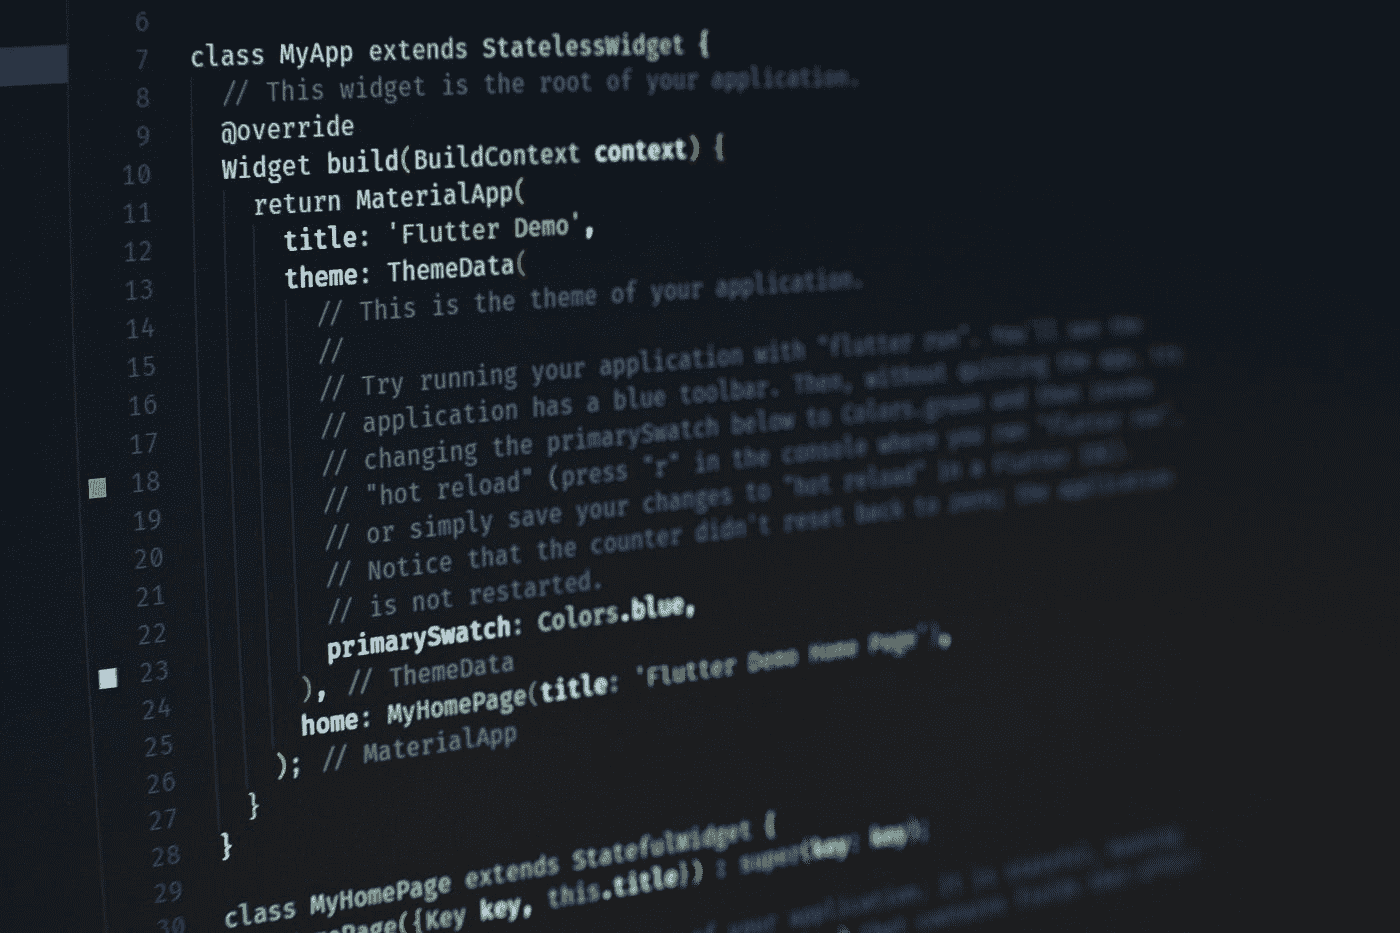 6
7 class MyApp extends StatelessWidget {
8 // This widget is the root of your application.
9 @override
10 Widget build(BuildContext context) {
11 return MaterialApp(
12 title: 'Flutter Demo',
13 theme: ThemeData(
14 // This is the theme of your application.
15 //
16 // Try running your application with "flutter run". You'll see the
17 // application has a blue toolbar. Then, without quitting the app, try
18 // changing the primarySwatch below to Colors.green and then invoke
19 // "hot reload" (press "r" in the console where you ran "flutter run",
20 // or simply save your changes to "hot reload" in a Flutter IDE).
21 // Notice that the counter didn't reset back to zero; the application
22 // is not restarted.
23 primarySwatch: Colors.blue,
24 ), // ThemeData
25 home: MyHomePage(title: 'Flutter Demo Home Page'),
26 ); // MaterialApp
27 }
28 }
29
30 class MyHomePage extends StatefulWidget {
Page({Key key, this.title}) : super(key: key);
of your application, it is